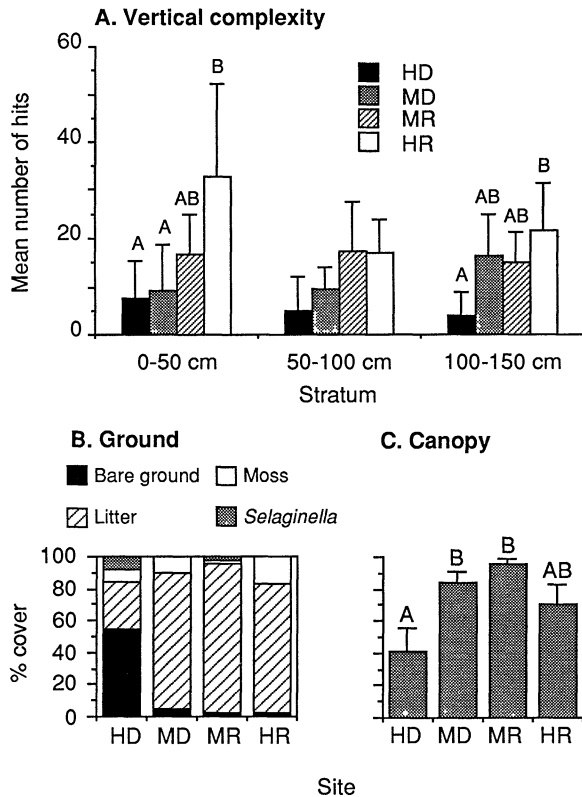 A. Vertical complexity
60
40
20
0
Mean number of hits
HD
MD
MR
HR
A
A
AB
B
A
AB
AB
B
0-50 cm
50-100 cm
100-150 cm
Stratum
B. Ground
Bare ground
Moss
Litter
Selaginella
100
80
60
40
20
0
% cover
HD
MD
MR
HR
C. Canopy
A
B
B
AB
HD
MD
MR
HR
Site